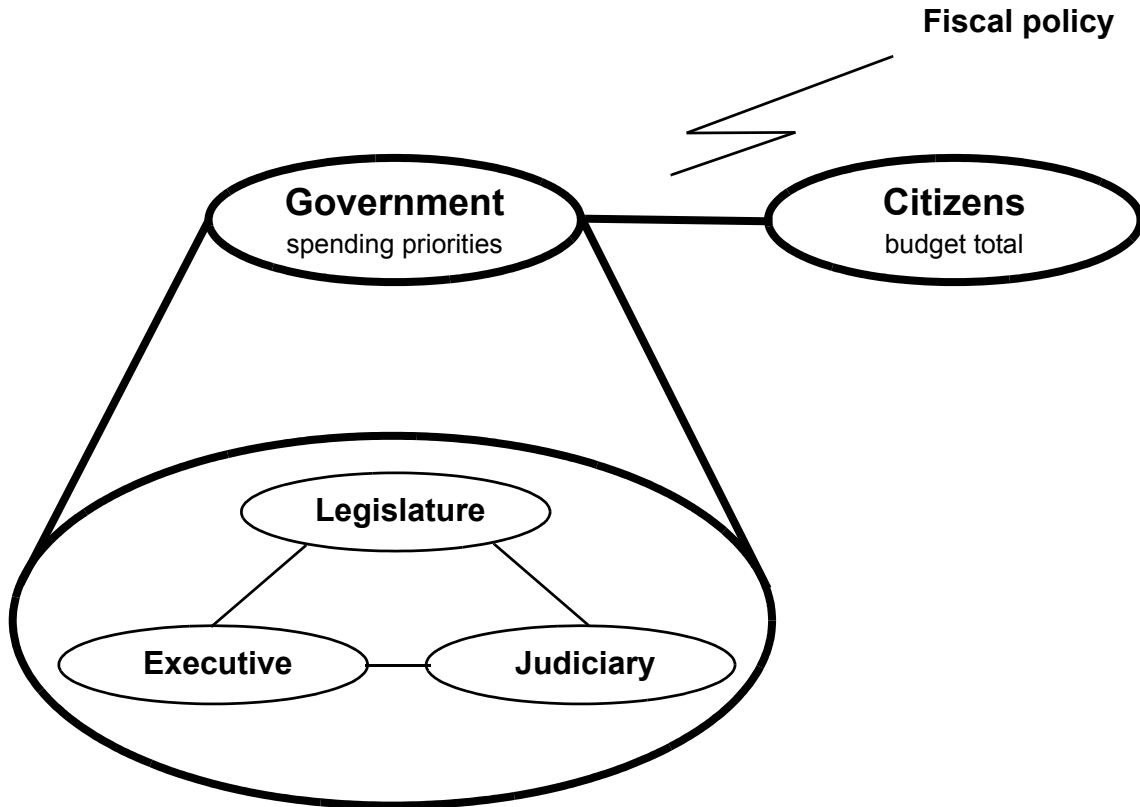 Fiscal policy
Government
spending priorities
Citizens
budget total
Legislature
Executive
Judiciary